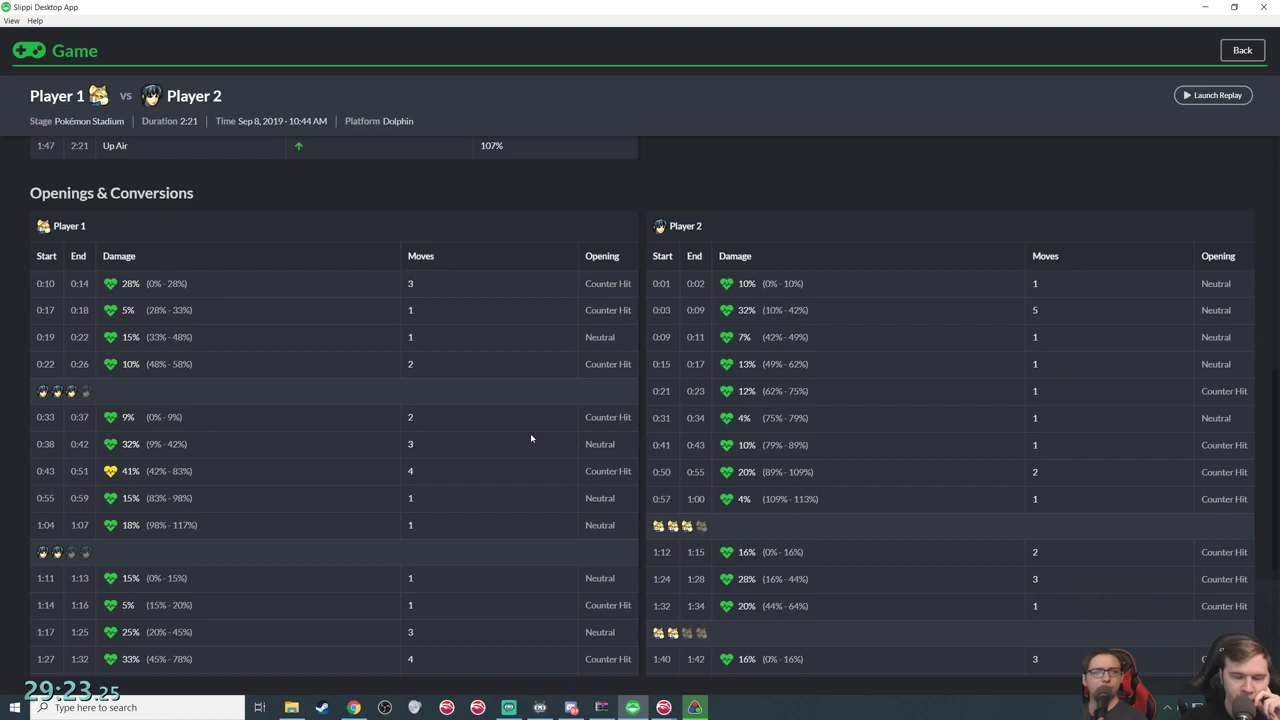 Slippi Desktop App
View Help
Game
Back
Player 1 vs Player 2
Launch Replay
Stage Pokémon Stadium Duration 2:21 Time Sep 8, 2019 · 10:44 AM Platform Dolphin
1:47 2:21 Up Air 107%
Openings & Conversions
Player 1
Start End Damage Moves Opening
0:10 0:14 28% (0% - 28%) 3 Counter Hit
0:17 0:18 5% (28% - 33%) 1 Counter Hit
0:19 0:22 15% (33% - 48%) 1 Neutral
0:22 0:26 10% (48% - 58%) 2 Counter Hit
0:33 0:37 9% (0% - 9%) 2 Counter Hit
0:38 0:42 32% (9% - 42%) 3 Neutral
0:43 0:51 41% (42% - 83%) 4 Counter Hit
0:55 0:59 15% (83% - 98%) 1 Neutral
1:04 1:07 18% (98% - 117%) 1 Neutral
1:11 1:13 15% (0% - 15%) 1 Neutral
1:14 1:16 5% (15% - 20%) 1 Counter Hit
1:17 1:25 25% (20% - 45%) 3 Neutral
1:27 1:32 33% (45% - 78%) 4 Counter Hit
Player 2
Start End Damage Moves Opening
0:01 0:02 10% (0% - 10%) 1 Neutral
0:03 0:09 32% (10% - 42%) 5 Neutral
0:09 0:11 7% (42% - 49%) 1 Neutral
0:15 0:17 13% (49% - 62%) 1 Neutral
0:21 0:23 12% (62% - 75%) 1 Counter Hit
0:31 0:34 4% (75% - 79%) 1 Neutral
0:41 0:43 10% (79% - 89%) 1 Counter Hit
0:50 0:55 20% (89% - 109%) 2 Counter Hit
0:57 1:00 4% (109% - 113%) 1 Counter Hit
1:12 1:15 16% (0% - 16%) 2 Counter Hit
1:24 1:28 28% (16% - 44%) 3 Counter Hit
1:32 1:34 20% (44% - 64%) 1 Counter Hit
1:40 1:42 16% (0% - 16%) 3
29:23.25
Type here to search